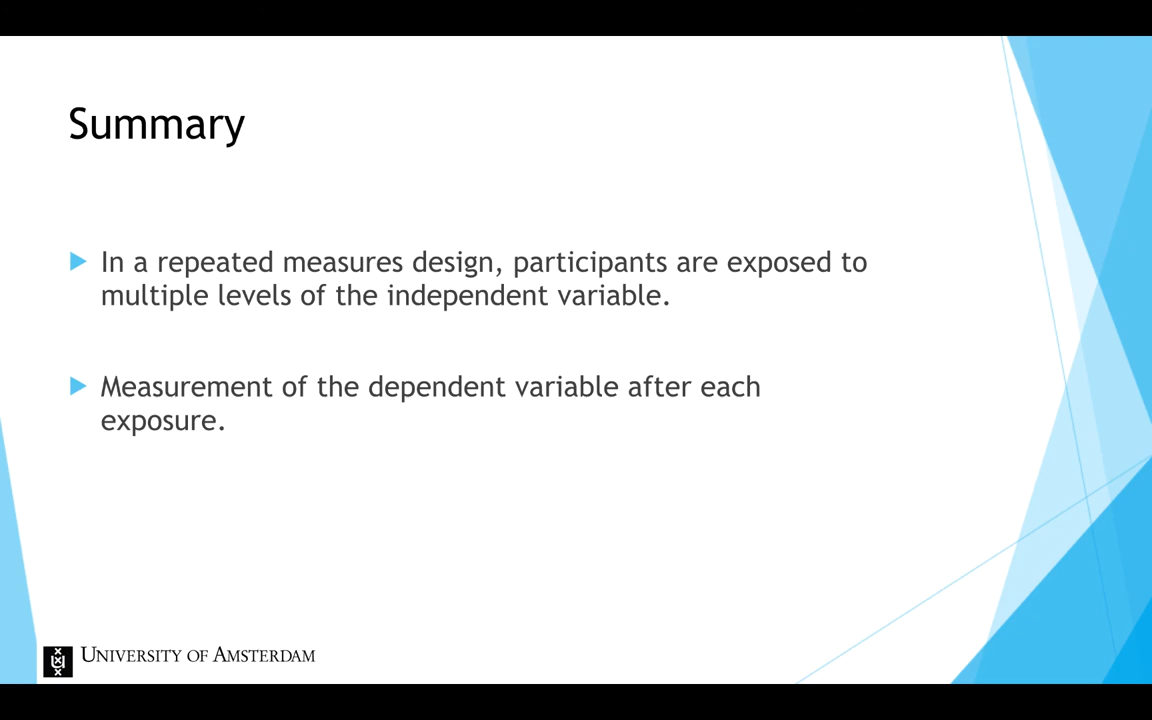 Summary
In a repeated measures design, participants are exposed to
multiple levels of the independent variable.
Measurement of the dependent variable after each
exposure.
UNIVERSITY OF AMSTERDAM